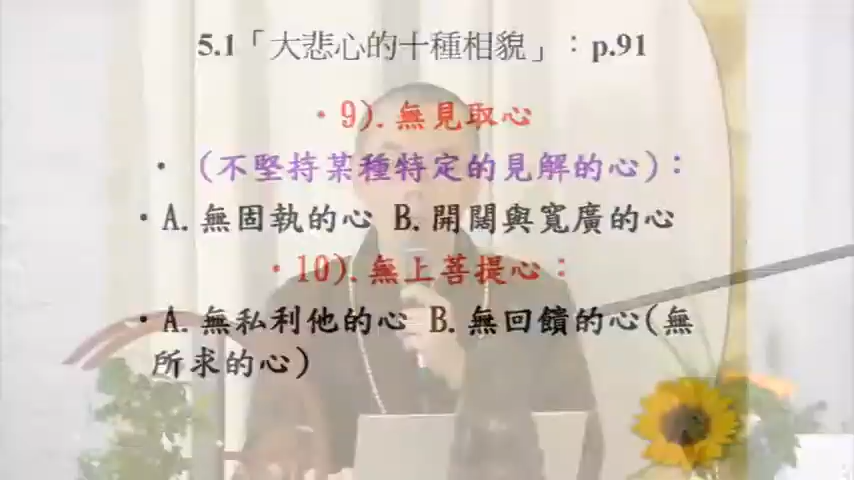 5.1「大悲心的十種相貌」：p.91
•9). 無見取心
•(不堅持某種特定的見解的心)：
•A. 無固執的心 B. 開闊與寬廣的心
•10). 無上菩提心：
•A. 無私利他的心 B. 無回饋的心(無
所求的心)